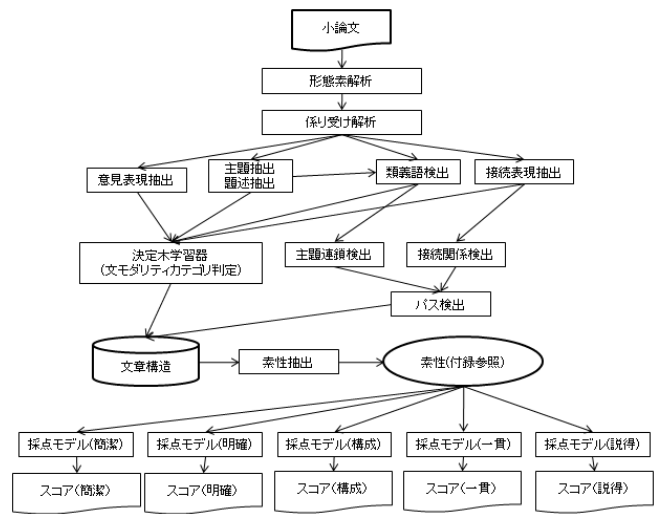 小論文
形態素解析
係り受け解析
意見表現抽出
主題抽出
題述抽出
類義語検出
接続表現抽出
決定木学習器
(文モダリティカテゴリ判定)
主題連鎖検出
接続関係検出
パス検出
文章構造
素性抽出
素性(付録参照)
採点モデル(簡潔)
採点モデル(明確)
採点モデル(構成)
採点モデル(一貫)
採点モデル(説得)
スコア(簡潔)
スコア(明確)
スコア(構成)
スコア(一貫)
スコア(説得)